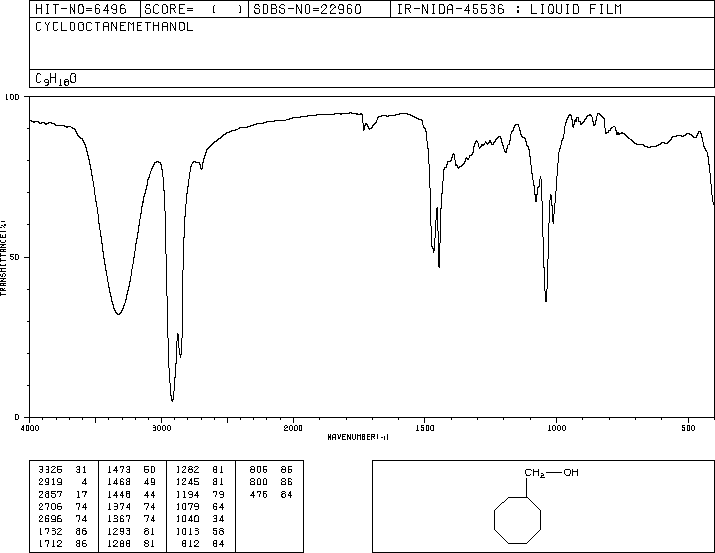 HIT-NO=6496 SCORE= ( ) SDBS-NO=22960 IR-NIDA-45536 : LIQUID FILM
CYCLOOCTANEMETHANOL
C9H18O
100
50
0
TRANSMITTANCE(%)
4000 3000 2000 1500 1000 500
WAVENUMBER(-1)
3325 31 1473 50 1282 81 806 86
2919 4 1468 49 1245 81 800 86
2857 17 1448 44 1194 79 476 84
2706 74 1374 74 1079 64
2696 74 1367 74 1040 34
1732 86 1293 81 1013 58
1712 86 1288 81 812 84
CH2—OH